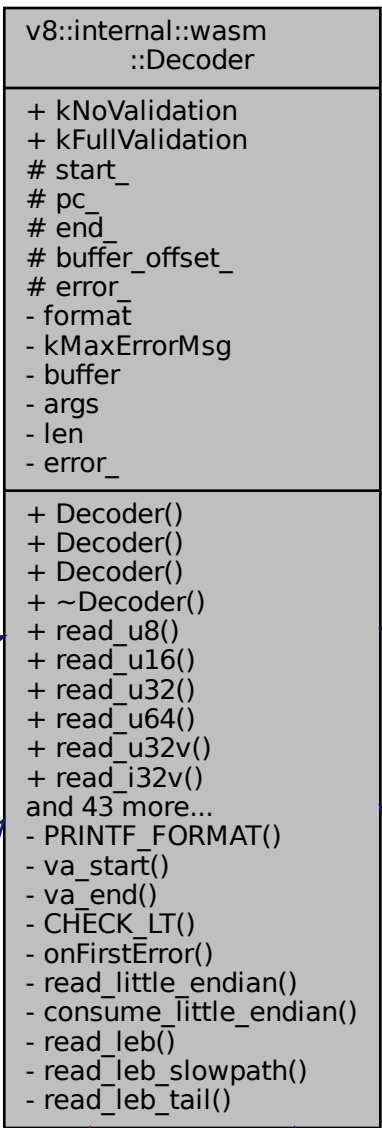 v8::internal::wasm
::Decoder
+ kNoValidation
+ kFullValidation
# start_
# pc_
# end_
# buffer_offset_
# error_
- format
- kMaxErrorMsg
- buffer
- args
- len
- error_
+ Decoder()
+ Decoder()
+ Decoder()
+ ~Decoder()
+ read_u8()
+ read_u16()
+ read_u32()
+ read_u64()
+ read_u32v()
+ read_i32v()
and 43 more...
- PRINTF_FORMAT()
- va_start()
- va_end()
- CHECK_LT()
- onFirstError()
- read_little_endian()
- consume_little_endian()
- read_leb()
- read_leb_slowpath()
- read_leb_tail()